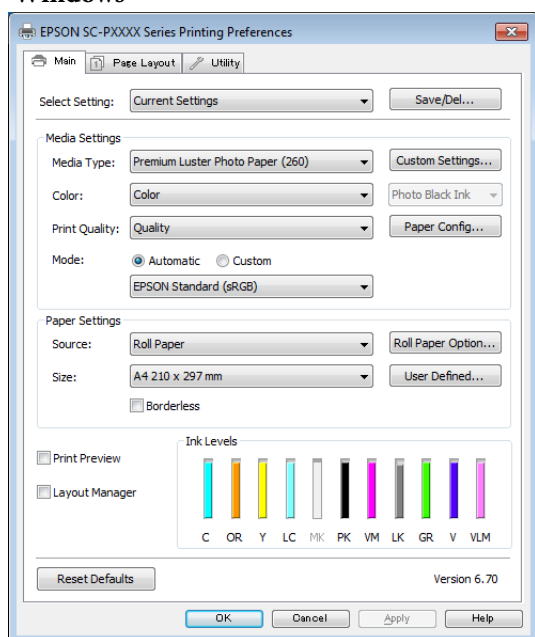 Windows
EPSON SC-PXXXX Series Printing Preferences
Main Page Layout Utility
Select Setting: Current Settings Save/Del...
Media Settings
Media Type: Premium Luster Photo Paper (260) Custom Settings...
Color: Color Photo Black Ink
Print Quality: Quality Paper Config...
Mode: Automatic Custom
EPSON Standard (sRGB)
Paper Settings
Source: Roll Paper Roll Paper Option...
Size: A4 210 x 297 mm User Defined...
Borderless
Ink Levels
Print Preview
Layout Manager
C OR Y LC MK PK VM LK GR V VLM
Reset Defaults Version 6.70
OK Cancel Apply Help